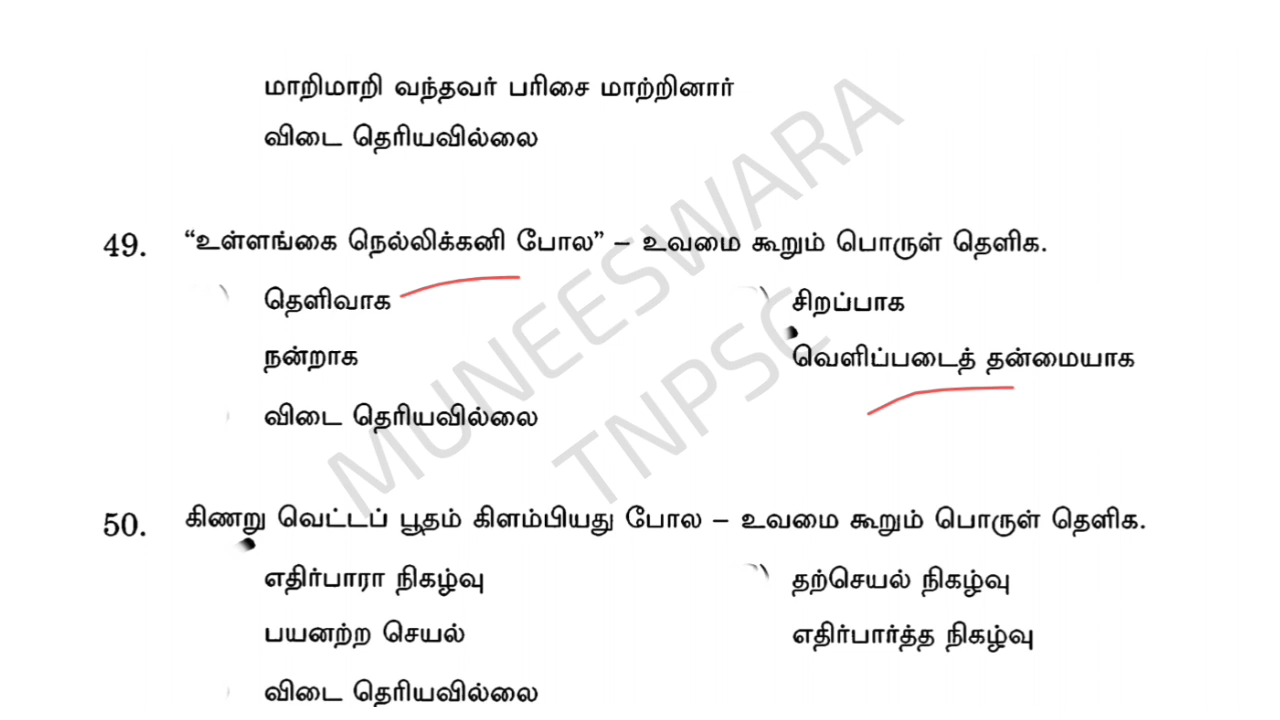 மாறிமாறி வந்தவர் பரிசை மாற்றினார்
விடை தெரியவில்லை
49. “உள்ளங்கை நெல்லிக்கனி போல” – உவமை கூறும் பொருள் தெளிக.
தெளிவாக சிறப்பாக
நன்றாக வெளிப்படைத் தன்மையாக
விடை தெரியவில்லை
50. கிணறு வெட்டப் பூதம் கிளம்பியது போல – உவமை கூறும் பொருள் தெளிக.
எதிர்பாரா நிகழ்வு தற்செயல் நிகழ்வு
பயனற்ற செயல் எதிர்பார்த்த நிகழ்வு
விடை தெரியவில்லை
MUNEESWARA
TNPSC